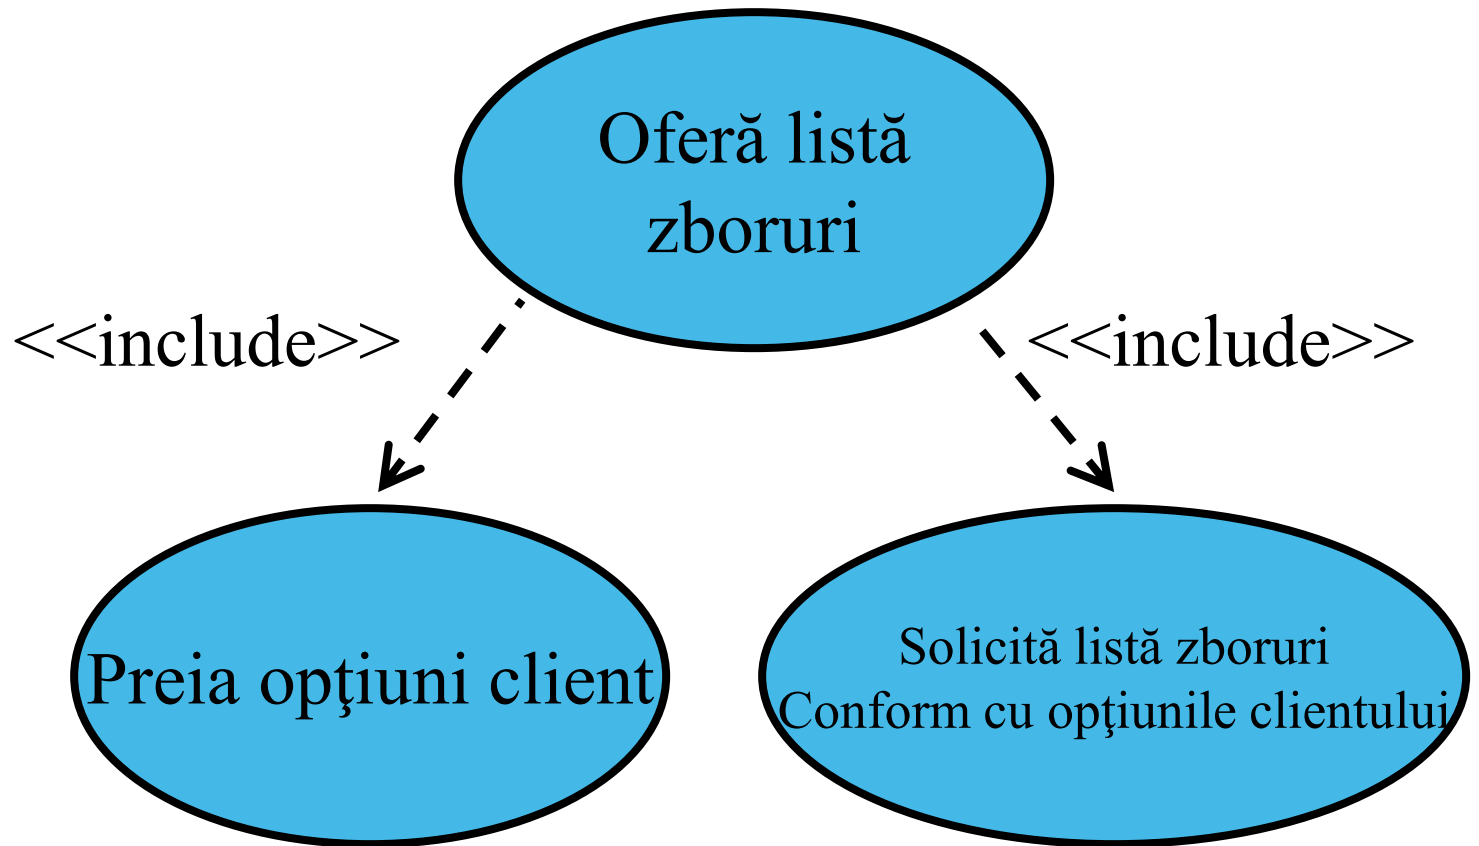 Oferă listă
zboruri
<<include>>
<<include>>
Preia opţiuni client
Solicită listă zboruri
Conform cu opţiunile clientului